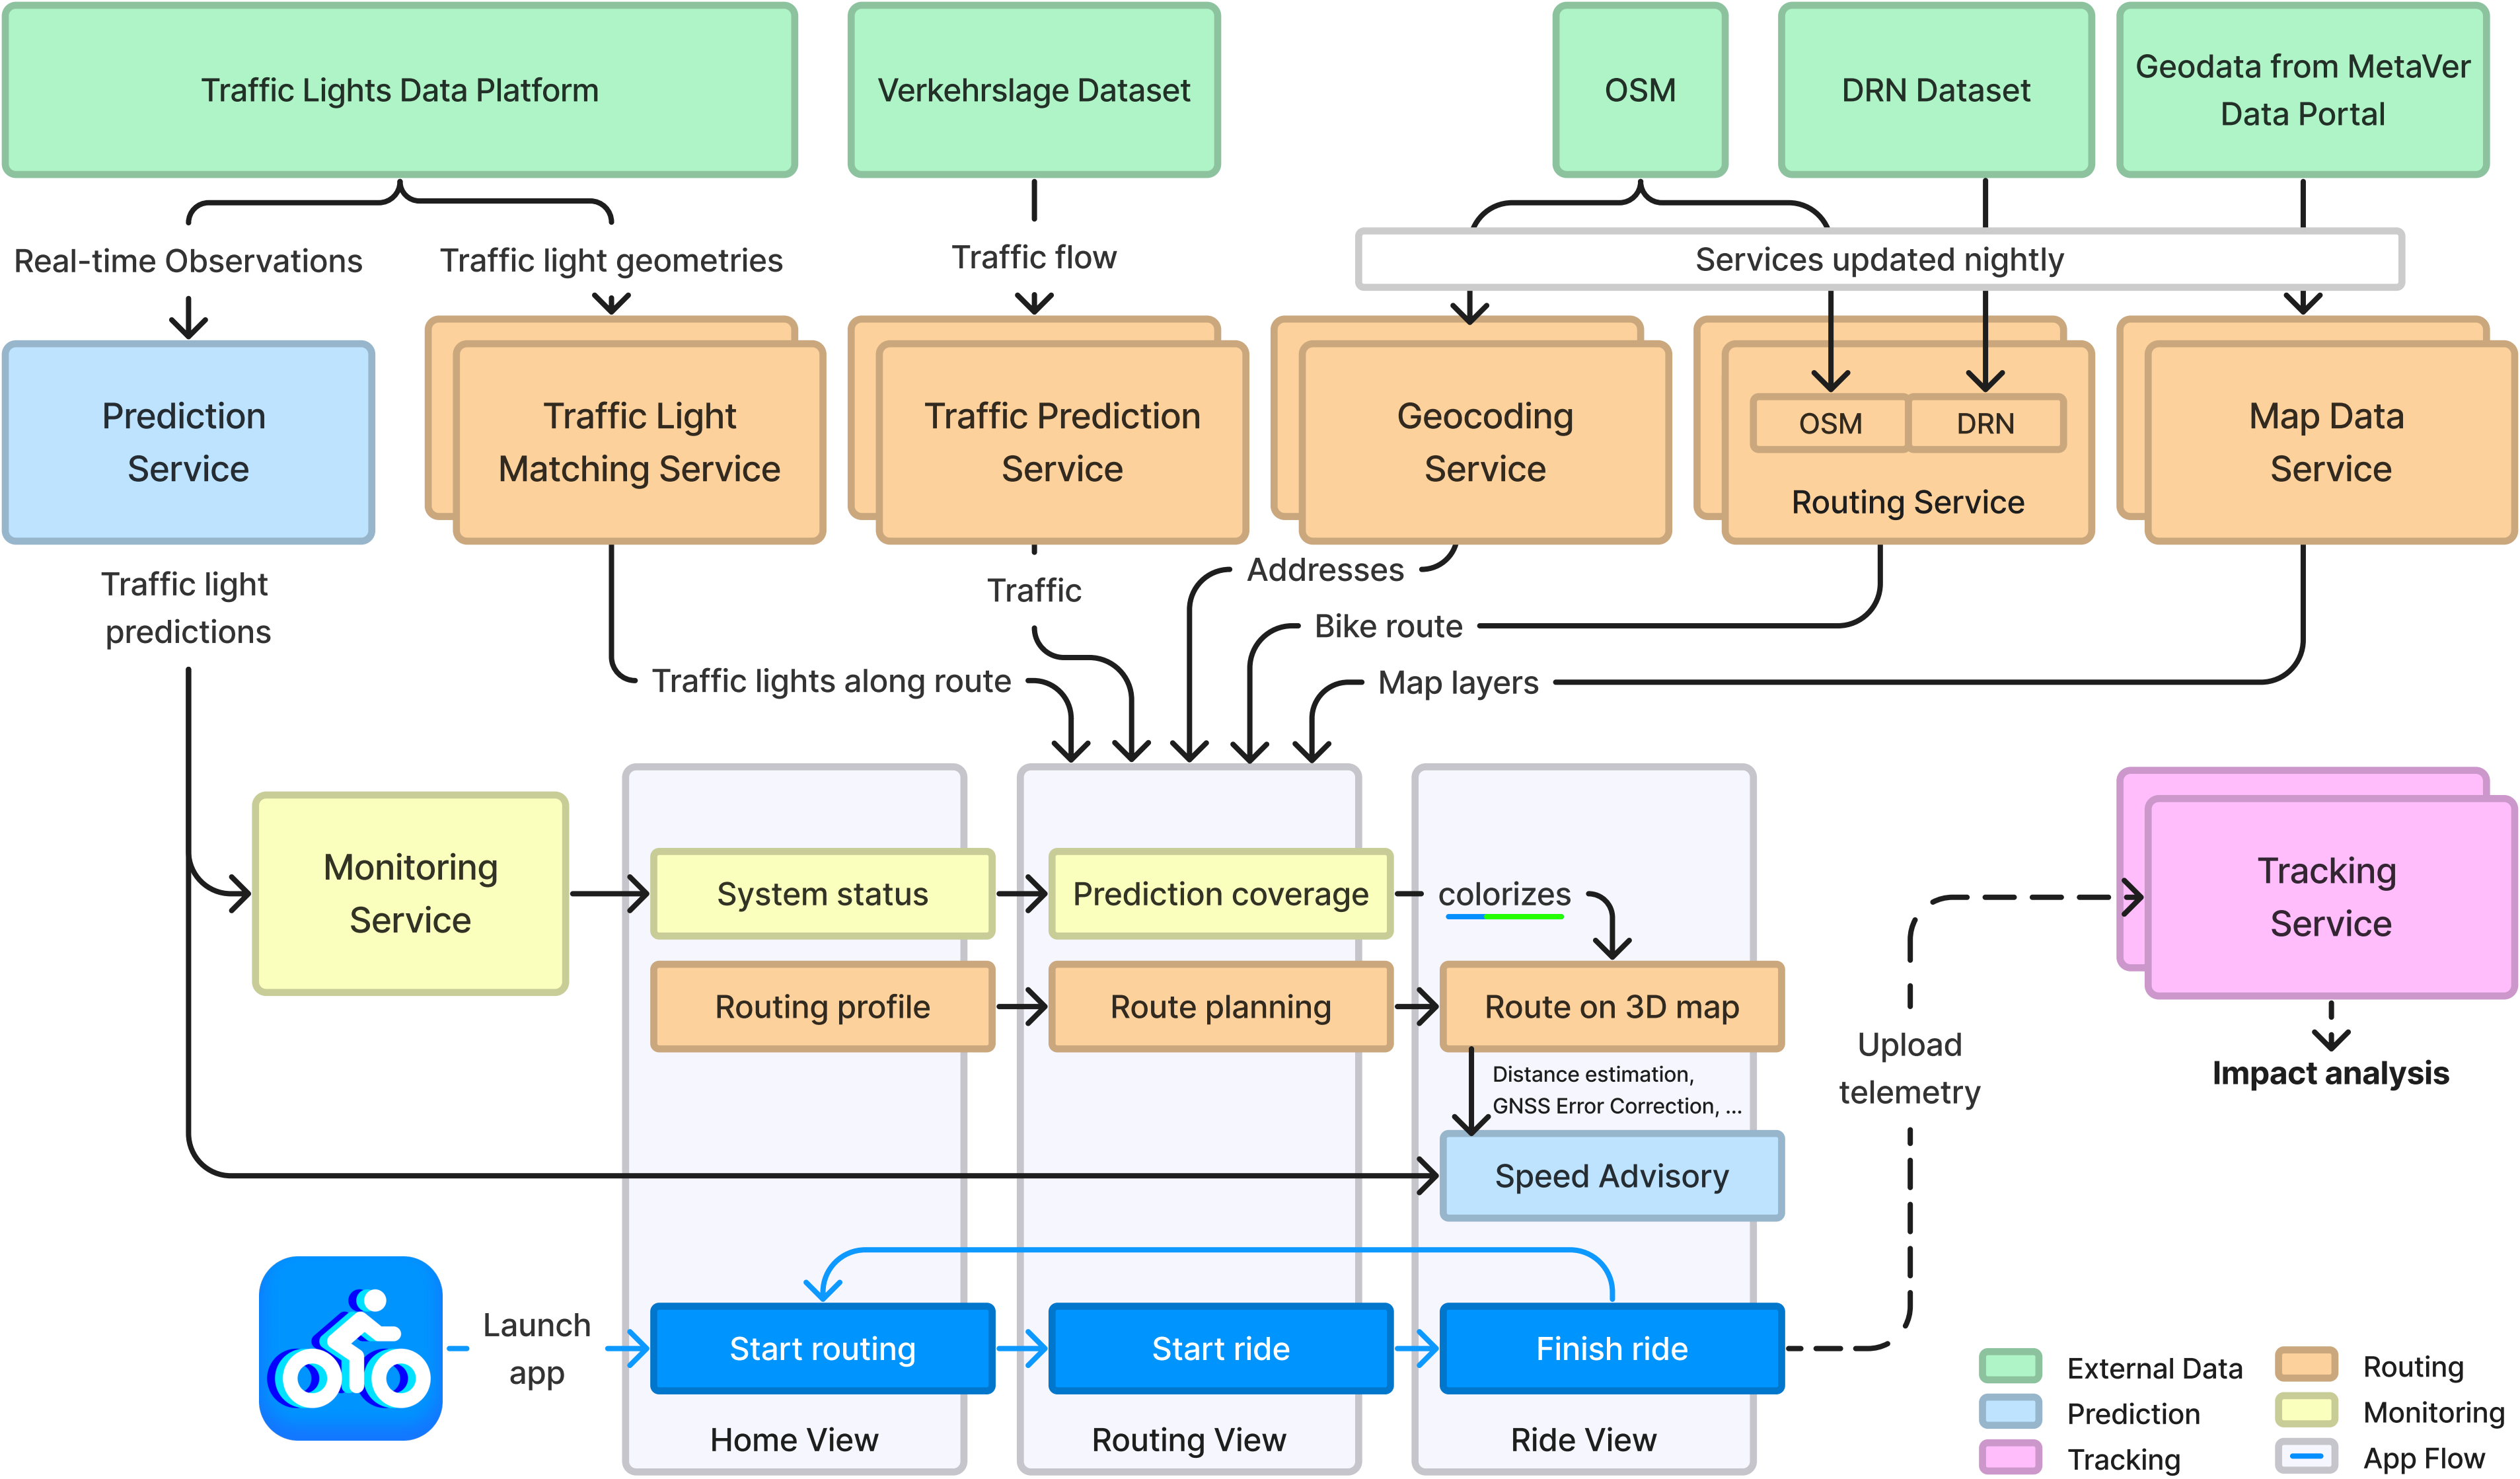 Traffic Lights Data Platform
Verkehrslage Dataset
OSM
DRN Dataset
Geodata from MetaVer
Data Portal
Real-time Observations
Traffic light geometries
Traffic flow
Services updated nightly
Prediction
Service
Traffic Light
Matching Service
Traffic Prediction
Service
Geocoding
Service
OSM
DRN
Routing Service
Map Data
Service
Traffic light
predictions
Traffic
Addresses
Bike route
Traffic lights along route
Map layers
Monitoring
Service
System status
Prediction coverage
colorizes
Tracking
Service
Routing profile
Route planning
Route on 3D map
Distance estimation,
GNSS Error Correction, ...
Upload
telemetry
Impact analysis
Speed Advisory
Launch
app
Start routing
Start ride
Finish ride
Home View
Routing View
Ride View
External Data
Routing
Prediction
Monitoring
Tracking
App Flow